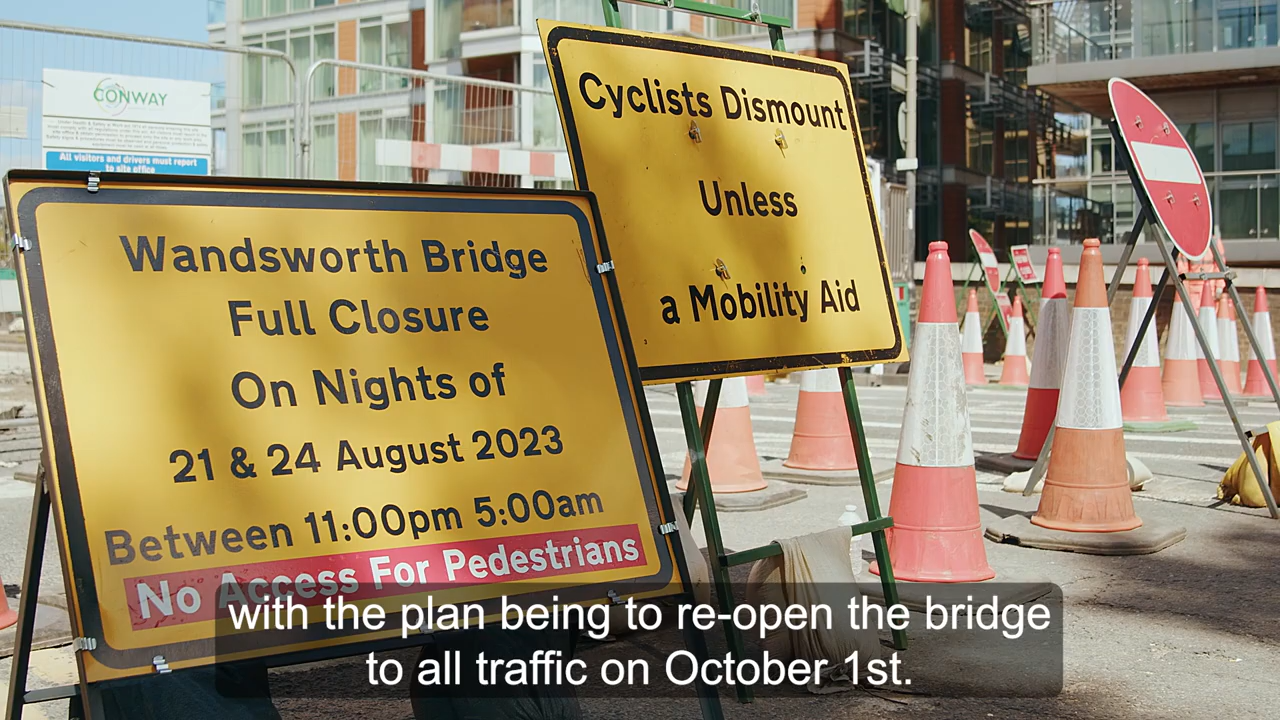 CONWAY
All visitors and drivers must report
to site office
Cyclists Dismount
Unless
a Mobility Aid
Wandsworth Bridge
Full Closure
On Nights of
21 & 24 August 2023
Between 11:00pm 5:00am
No Access For Pedestrians
with the plan being to re-open the bridge
to all traffic on October 1st.